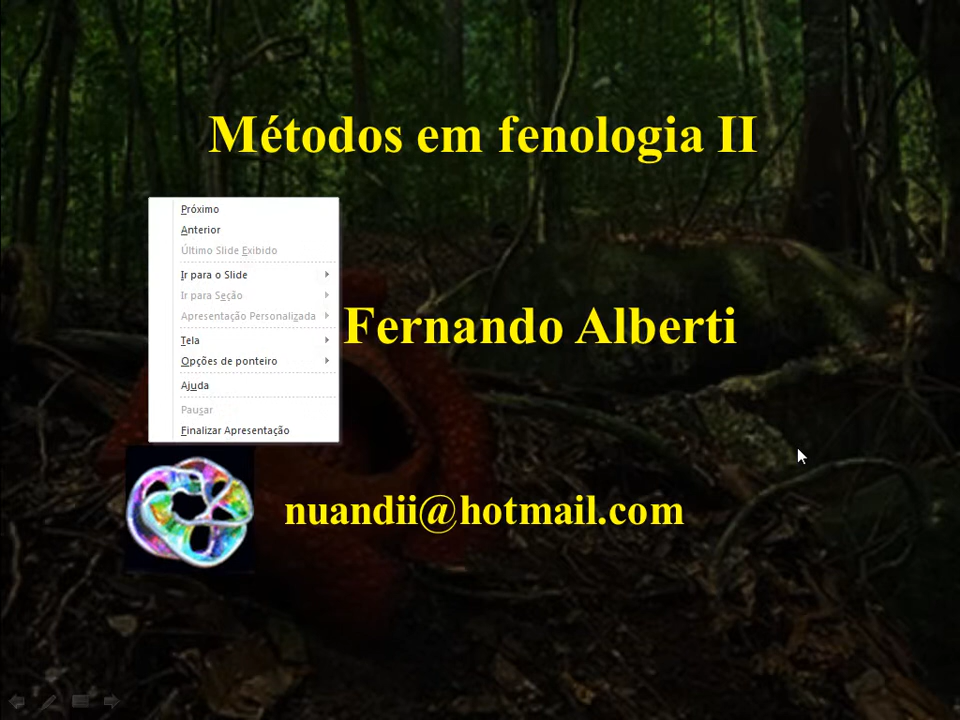 Métodos em fenologia II
Próximo
Anterior
Último Slide Exibido
Ir para o Slide
Ir para Seção
Apresentação Personalizada
Tela
Opções de ponteiro
Ajuda
Pausar
Finalizar Apresentação
Fernando Alberti
nuandii@hotmail.com